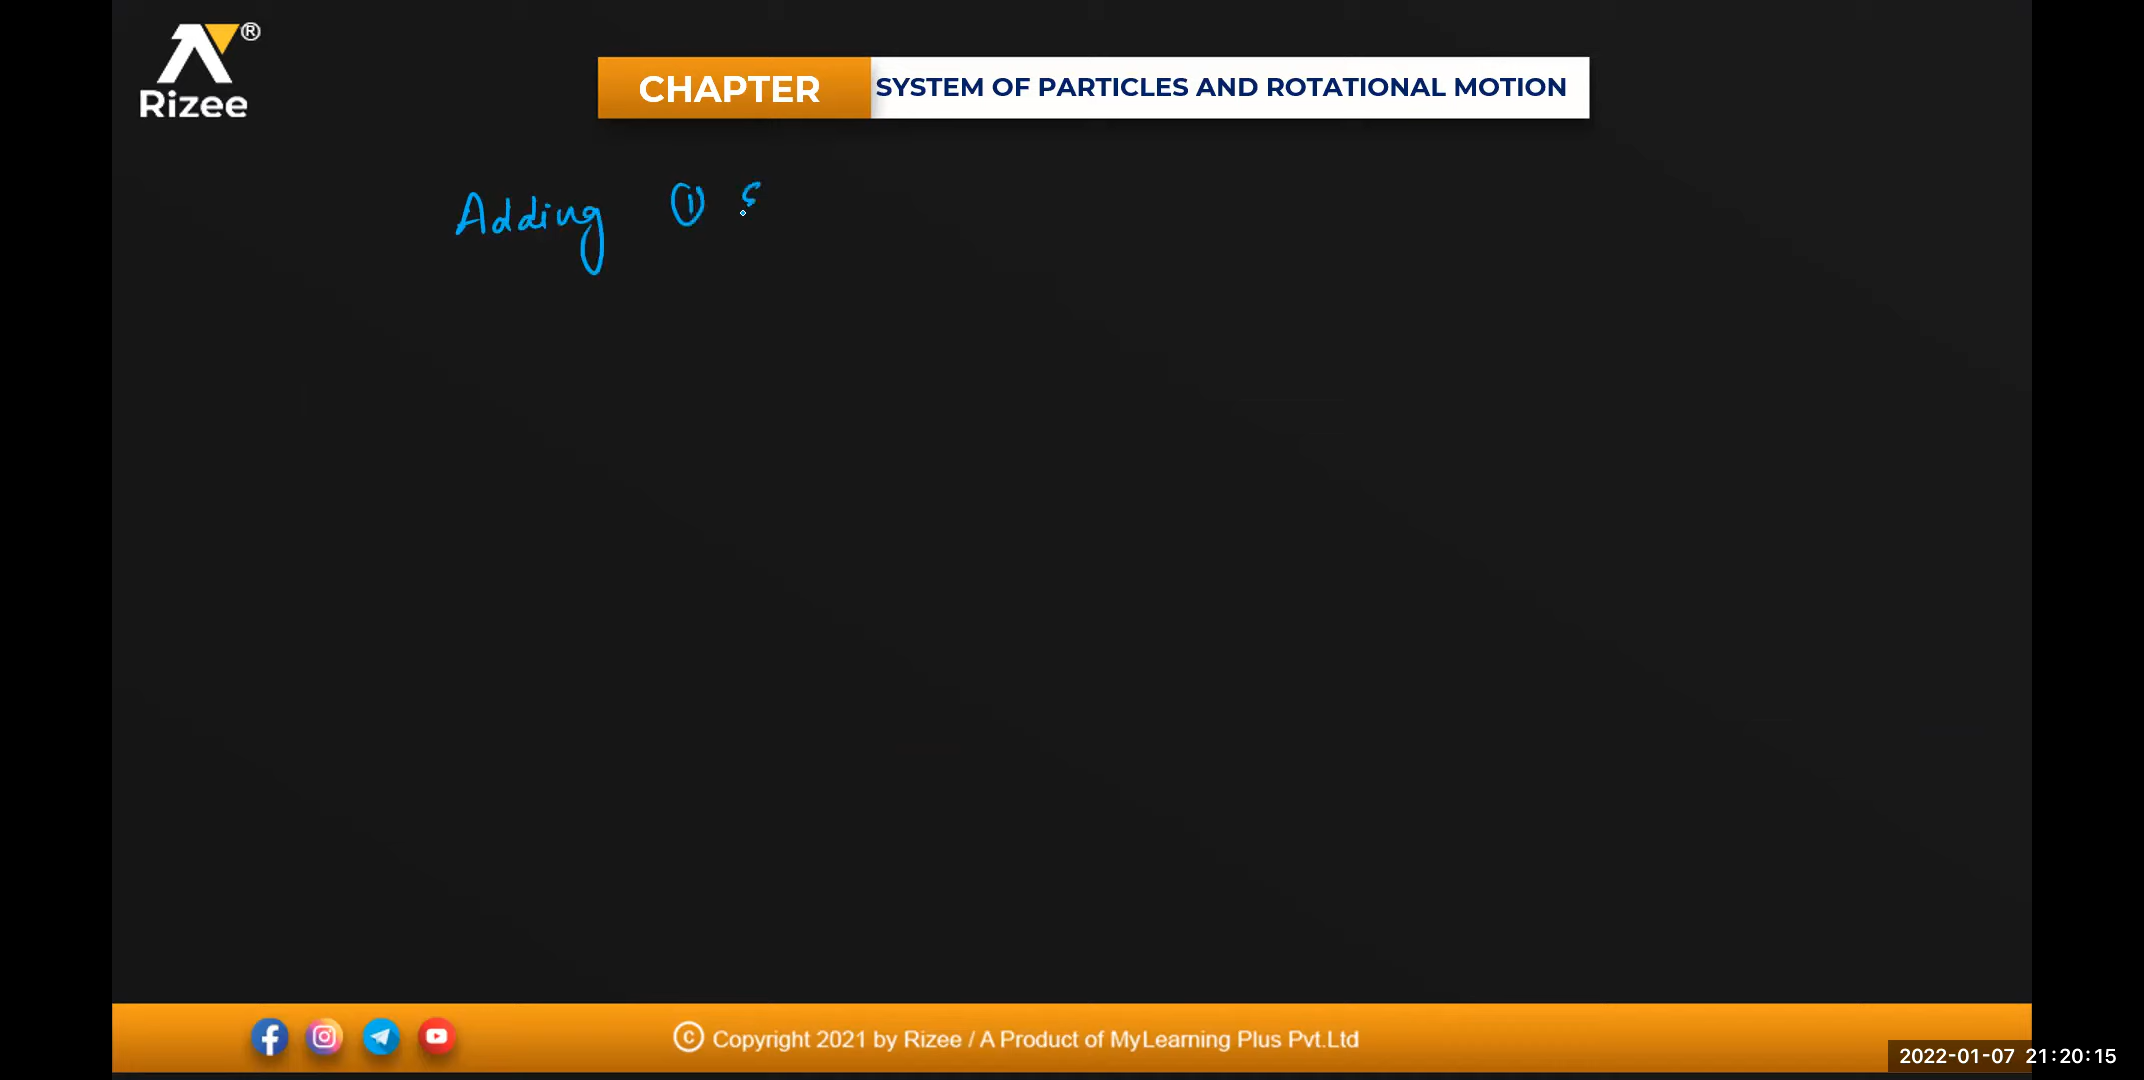 ®
Rizee
CHAPTER SYSTEM OF PARTICLES AND ROTATIONAL MOTION
Adding ①
© Copyright 2021 by Rizee / A Product of MyLearning Plus Pvt.Ltd
2022-01-07 21:20:15